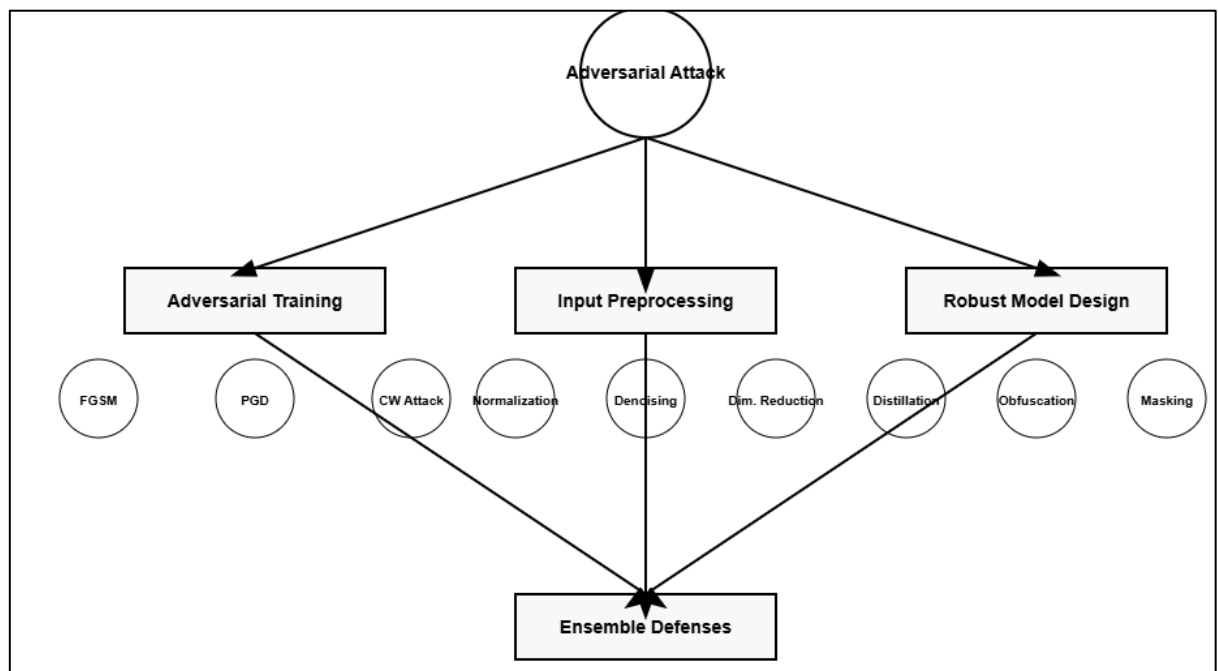 Adversarial Attack
Adversarial Training
Input Preprocessing
Robust Model Design
FGSM
PGD
CW Attack
Normalization
Denoising
Dim. Reduction
Distillation
Obfuscation
Masking
Ensemble Defenses